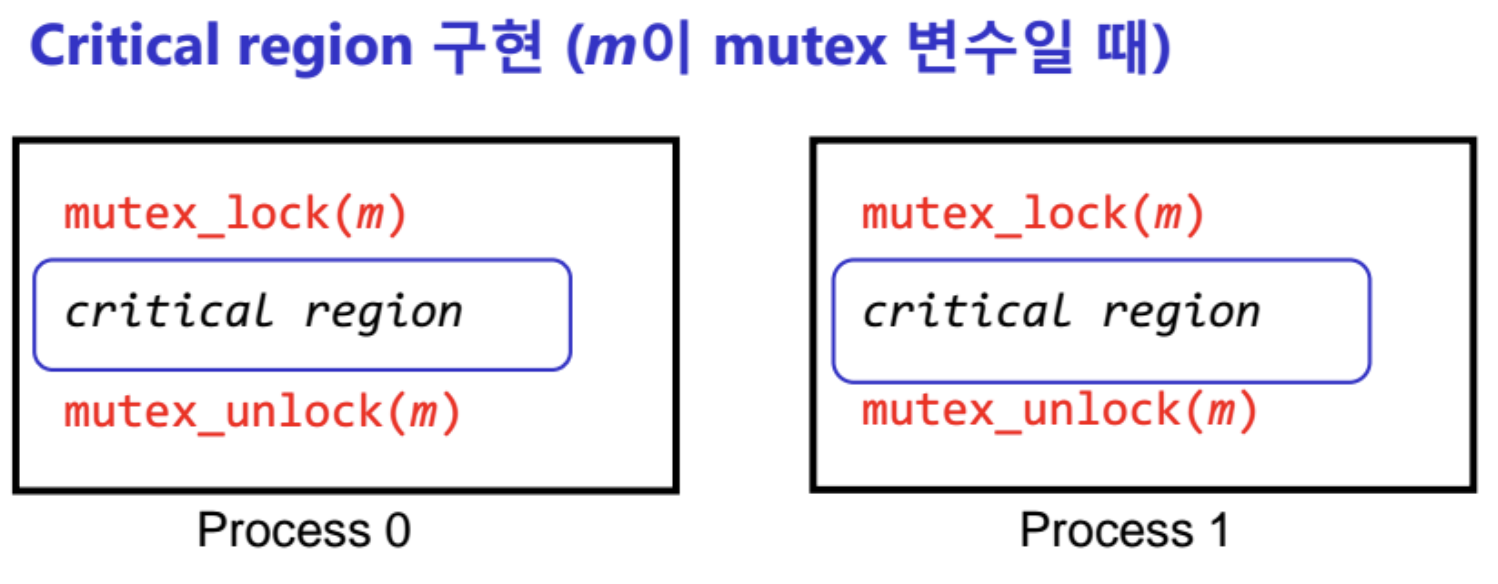 Critical region 구현 (m이 mutex 변수일 때)
mutex_lock(m)
critical region
mutex_unlock(m)
Process 0
mutex_lock(m)
critical region
mutex_unlock(m)
Process 1